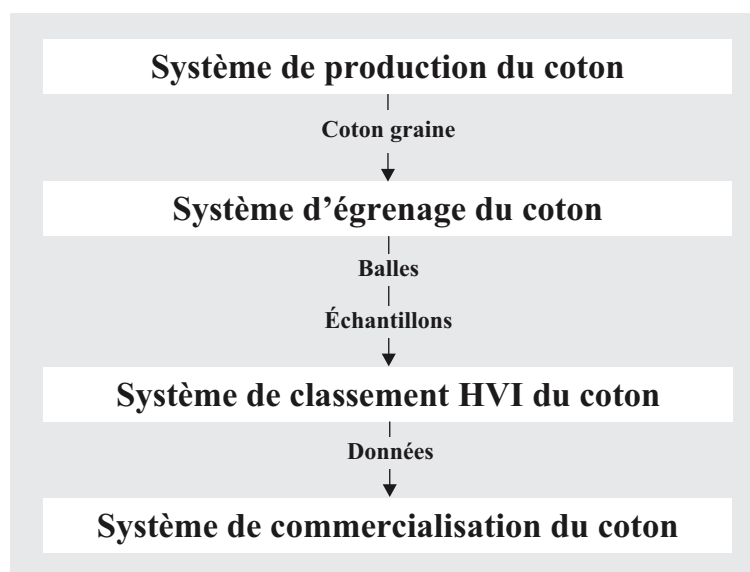 Système de production du coton
Coton graine
Système d’égrenage du coton
Balles
Échantillons
Système de classement HVI du coton
Données
Système de commercialisation du coton